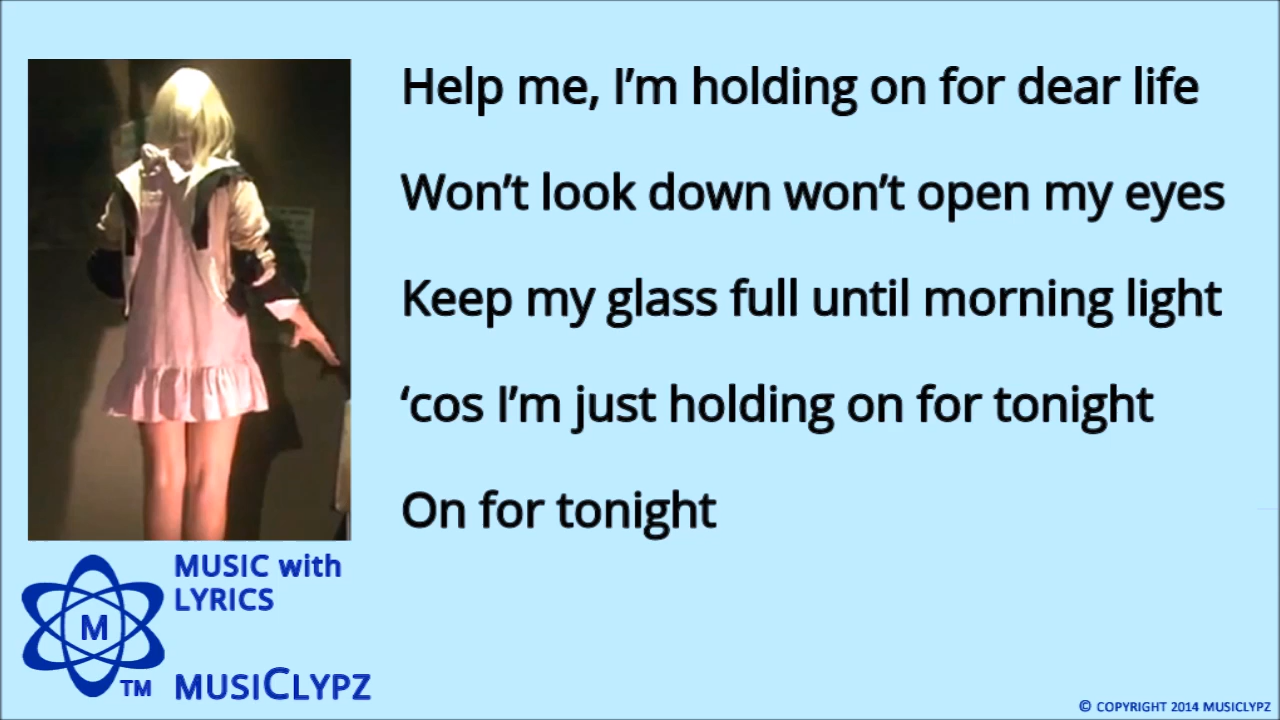 Help me, I’m holding on for dear life
Won’t look down won’t open my eyes
Keep my glass full until morning light
‘cos I’m just holding on for tonight
On for tonight
MUSIC with
LYRICS
M
TM
MUSICLYPZ
© COPYRIGHT 2014 MUSICLYPZ